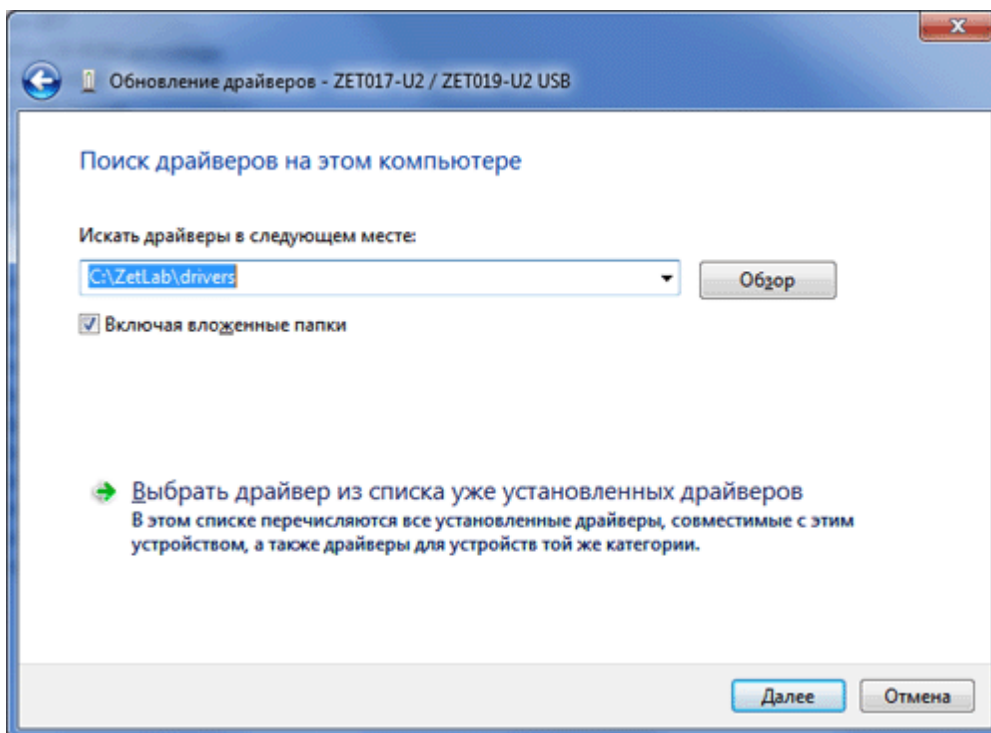 Обновление драйверов - ZET017-U2 / ZET019-U2 USB
Поиск драйверов на этом компьютере
Искать драйверы в следующем месте:
C:\ZetLab\drivers
Обзор
Включая вложенные папки
Выбрать драйвер из списка уже установленных драйверов
В этом списке перечисляются все установленные драйверы, совместимые с этим
устройством, а также драйверы для устройств той же категории.
Далее
Отмена